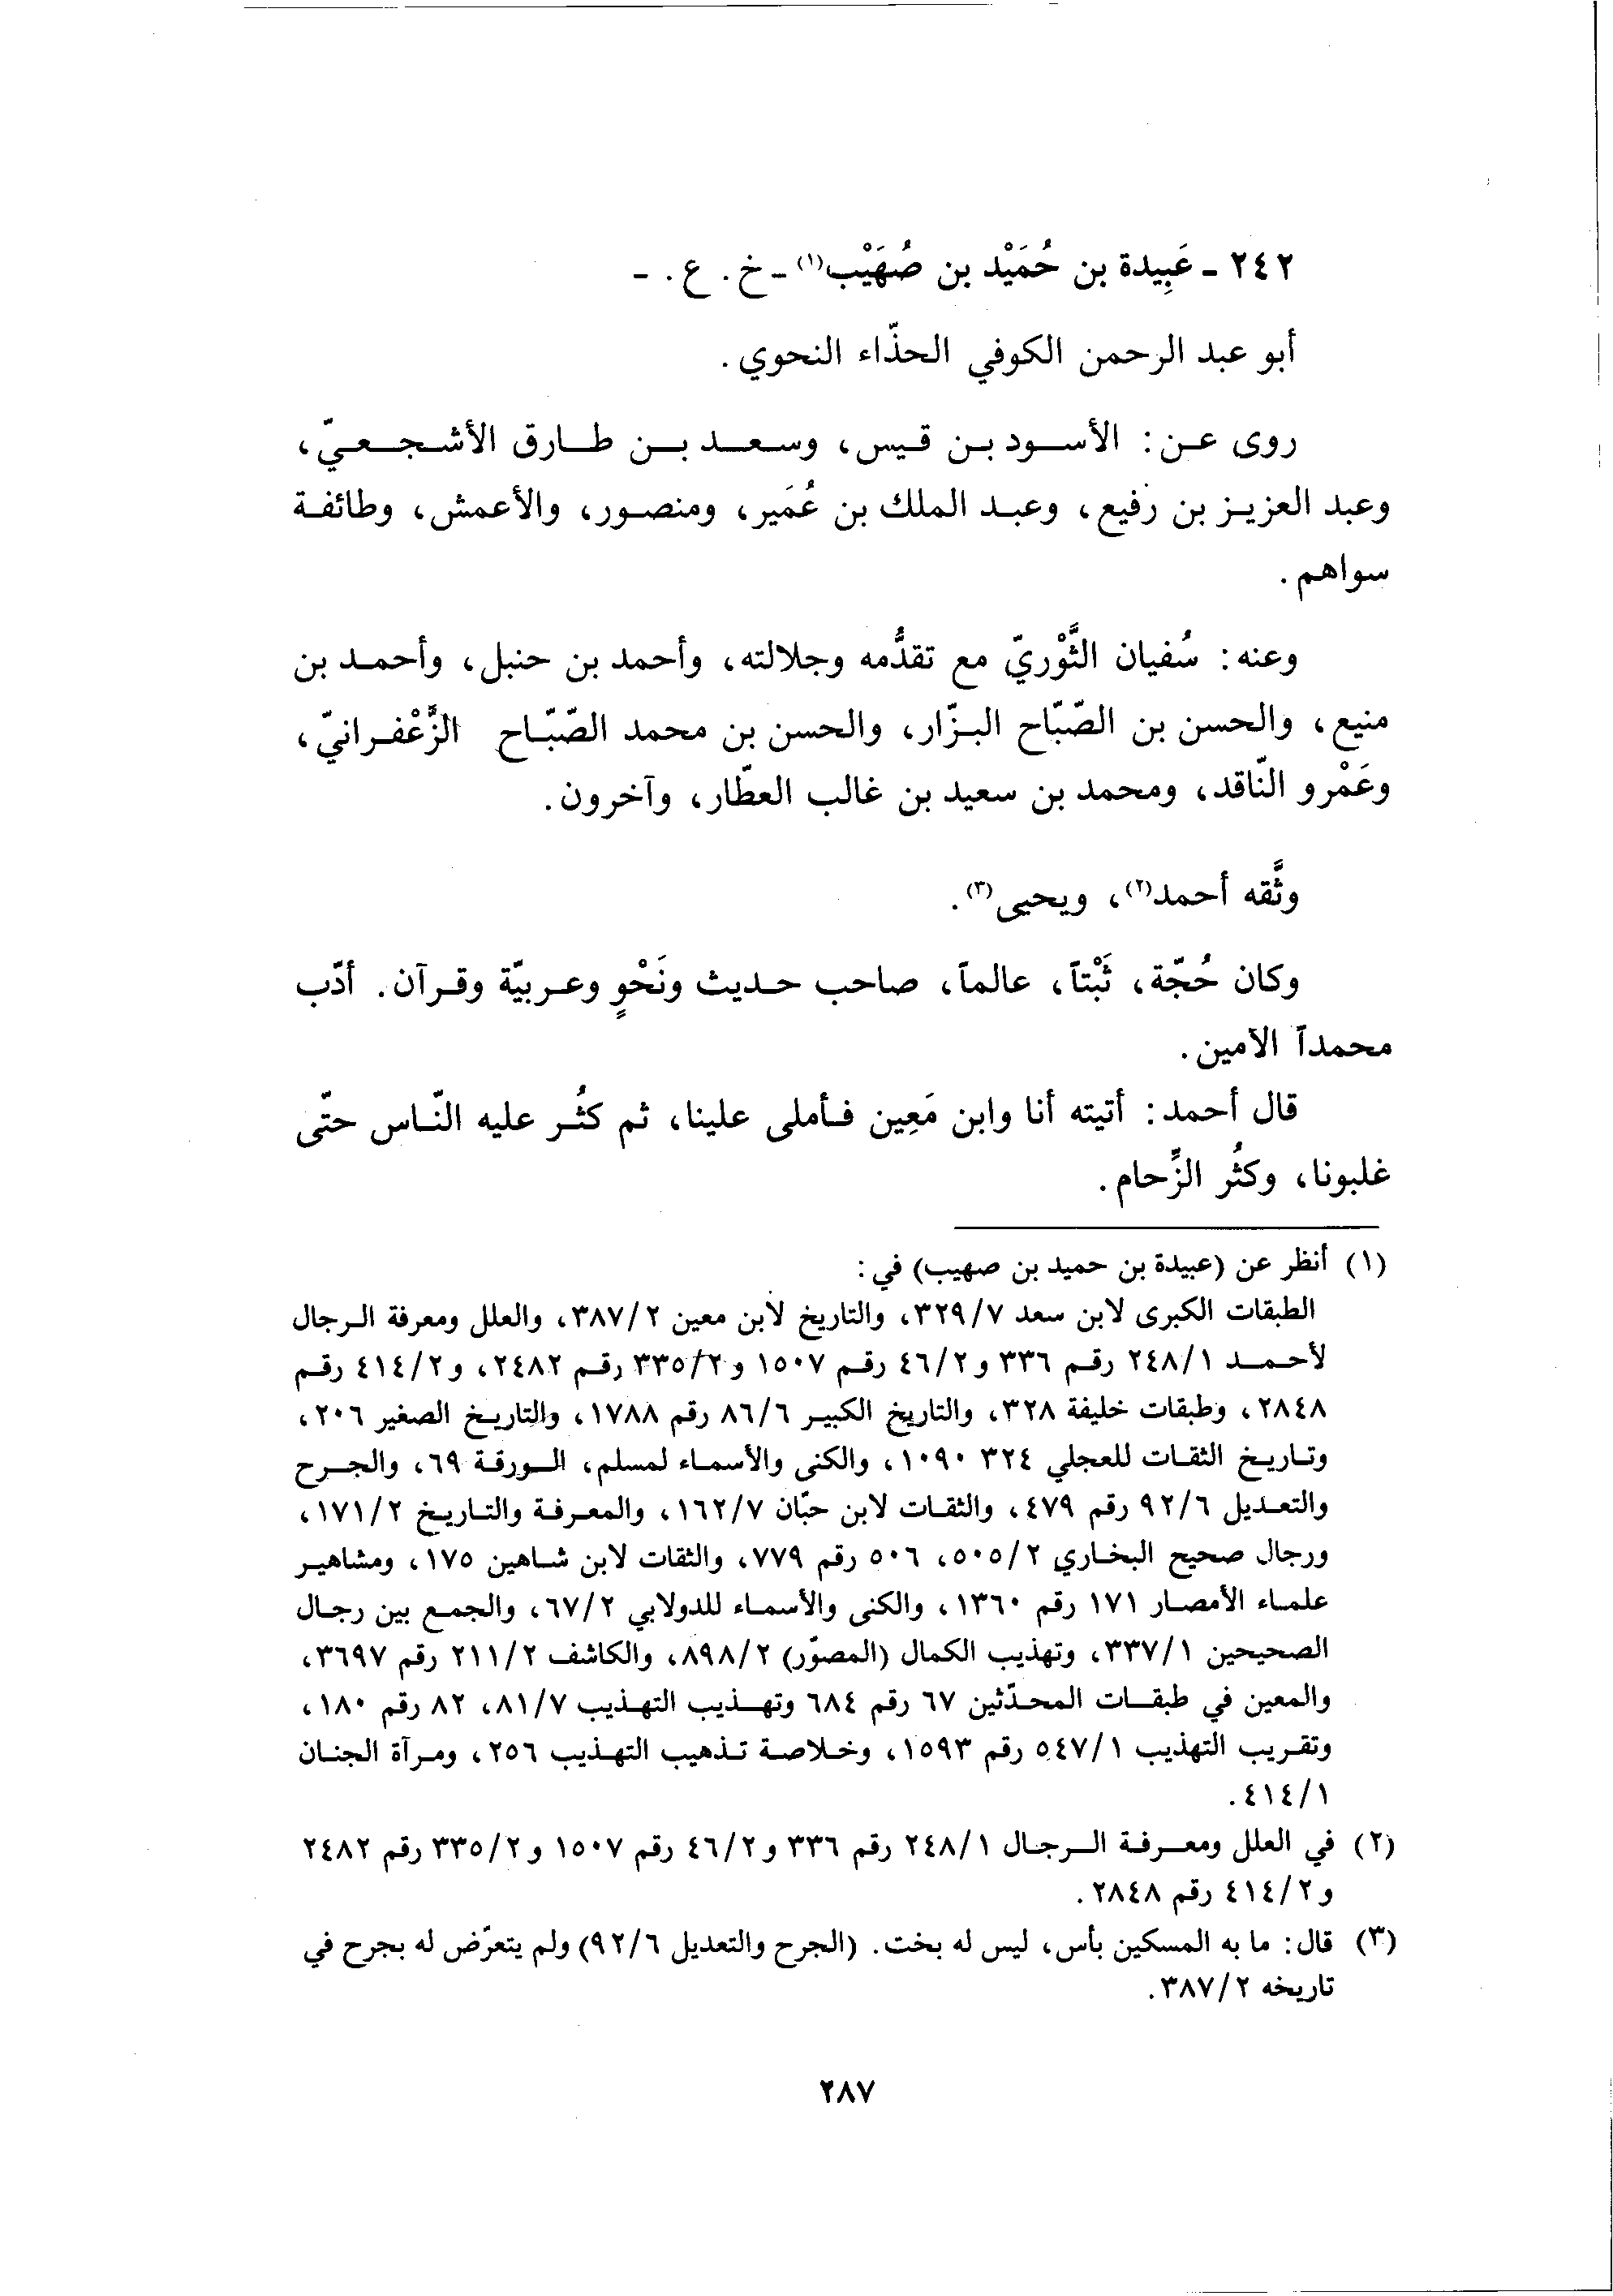 ٢٤٢ - عَبِيدة بن حُمَيْد بن صُهَيْب(١) - خ. ع. -
أبو عبد الرحمن الكوفي الحذّاء النحوي.
روى عن: الأسود بن قيس، وسعد بن طارق الأشجعيّ،
وعبد العزيز بن رفيع، وعبد الملك بن عُمَير، ومنصور، والأعمش، وطائفة
سواهم.
وعنه: سُفيان الثَّوْريّ مع تقدُّمه وجلالته، وأحمد بن حنبل، وأحمد بن
منيع، والحسن بن الصّبّاح البزّار، والحسن بن محمد الصّبّاح الزَّعْفرانيّ،
وعَمْرو النّاقد، ومحمد بن سعيد بن غالب العطّار، وآخرون.
وثَّقه أحمد(٢)، ويحيى(٣).
وكان حُجّة، ثَبْتاً، عالماً، صاحب حديث ونَحْوٍ وعربيّة وقرآن. أدّب
محمداً الأمين.
قال أحمد: أتيته أنا وابن مَعِين فأملى علينا، ثم كثُر عليه النّاس حتّى
غلبونا، وكثُر الزِّحام.
(١) أنظر عن (عبيدة بن حميد بن صهيب) في:
الطبقات الكبرى لابن سعد ٣٢٩/٧، والتاريخ لابن معين ٣٨٧/٢، والعلل ومعرفة الرجال
لأحمد ٢٤٨/١ رقم ٣٣٦ و٤٦/٢ رقم ١٥٠٧ و٣٣٥/٢ رقم ٢٤٨٢، و٤١٤/٢ رقم
٢٨٤٨، وطبقات خليفة ٣٢٨، والتاريخ الكبير ٨٦/٦ رقم ١٧٨٨، والتاريخ الصغير ٢٠٦،
وتاريخ الثقات للعجلي ٣٢٤ ١٠٩٠، والكنى والأسماء لمسلم، الورقة ٦٩، والجرح
والتعديل ٩٢/٦ رقم ٤٧٩، والثقات لابن حبّان ١٦٢/٧، والمعرفة والتاريخ ١٧١/٢،
ورجال صحيح البخاري ٥٠٥/٢، ٥٠٦ رقم ٧٧٩، والثقات لابن شاهين ١٧٥، ومشاهير
علماء الأمصار ١٧١ رقم ١٣٦٠، والكنى والأسماء للدولابي ٦٧/٢، والجمع بين رجال
الصحيحين ٣٣٧/١، وتهذيب الكمال (المصوّر) ٨٩٨/٢، والكاشف ٢١١/٢ رقم ٣٦٩٧،
والمعين في طبقات المحدّثين ٦٧ رقم ٦٨٤ وتهذيب التهذيب ٨١/٧، ٨٢ رقم ١٨٠،
وتقريب التهذيب ٥٤٧/١ رقم ١٥٩٣، وخلاصة تذهيب التهذيب ٢٥٦، ومرآة الجنان
٤١٤/١.
(٢) في العلل ومعرفة الرجال ٢٤٨/١ رقم ٣٣٦ و٤٦/٢ رقم ١٥٠٧ و٣٣٥/٢ رقم ٢٤٨٢
و٤١٤/٢ رقم ٢٨٤٨.
(٣) قال: ما به المسكين بأس، ليس له بخت. (الجرح والتعديل ٩٢/٦) ولم يتعرّض له بجرح في
تاريخه ٣٨٧/٢.
٢٨٧